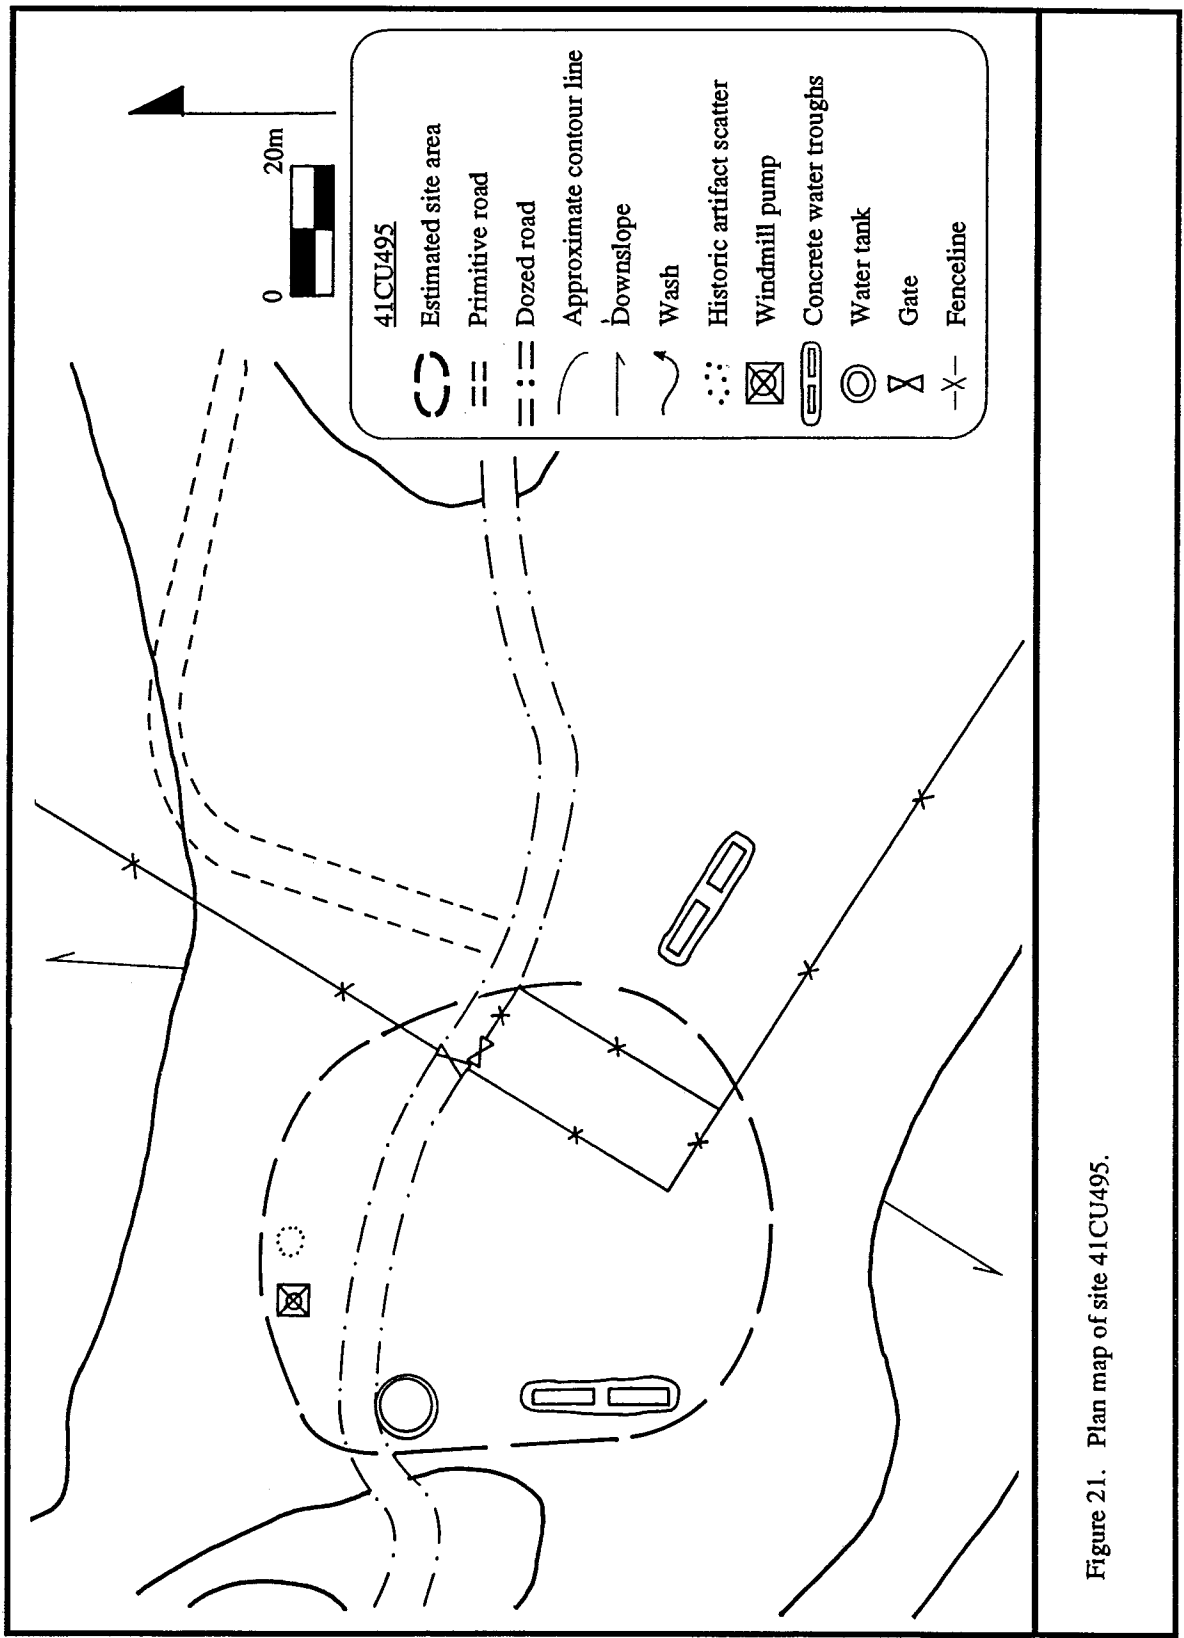 0 20m
41CU495
Estimated site area
Primitive road
Dozed road
Approximate contour line
Downslope
Wash
Historic artifact scatter
Windmill pump
Concrete water troughs
Water tank
Gate
Fenceline
Figure 21. Plan map of site 41CU495.